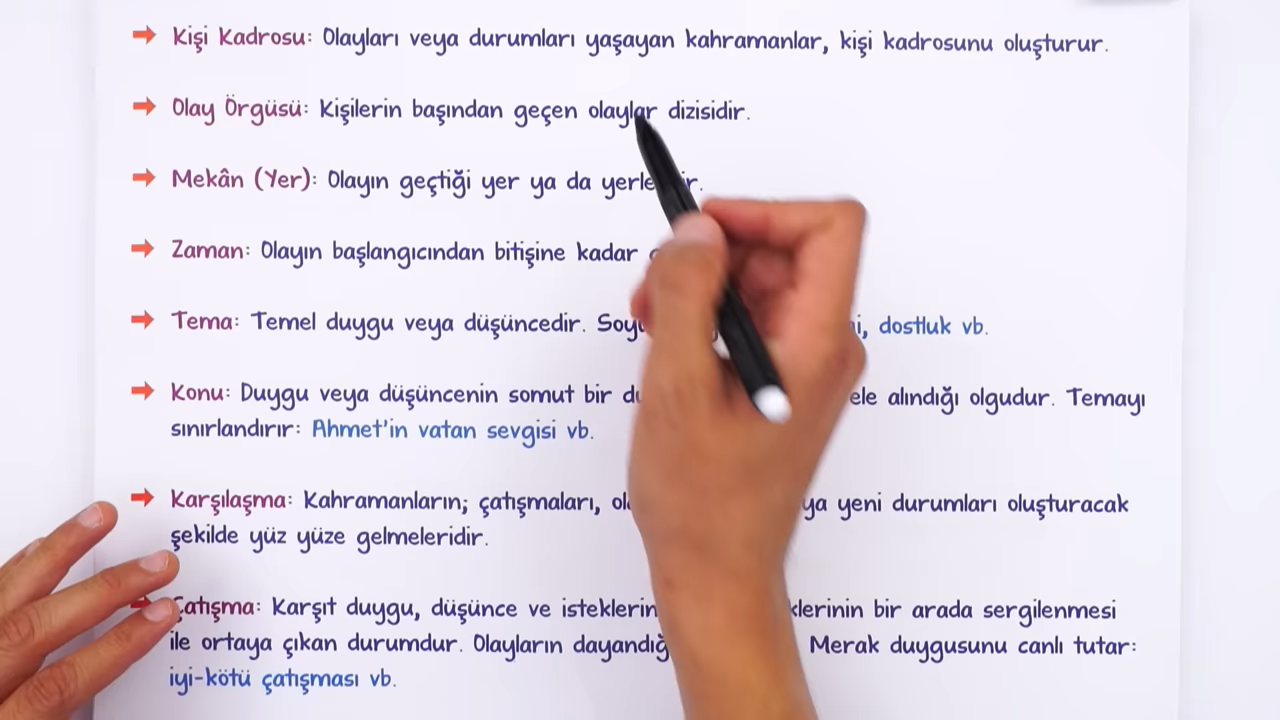 Kişi Kadrosu: Olayları veya durumları yaşayan kahramanlar, kişi kadrosunu oluşturur.
Olay Örgüsü: Kişilerin başından geçen olaylar dizisidir.
Mekân (Yer): Olayın geçtiği yer ya da
Zaman: Olayın başlangıcından bitişine kadar
Tema: Temel duygu veya düşüncedir. dostluk vb.
Konu: Duygu veya düşüncenin somut bir ele alındığı olgudur. Temayı
sınırlandırır: Ahmet'in vatan sevgisi vb.
Karşılaşma: Kahramanların; çatışmaları, yeni durumları oluşturacak
şekilde yüz yüze gelmeleridir.
Çatışma: Karşıt duygu, düşünce ve isteklerin bir arada sergilenmesi
ile ortaya çıkan durumdur. Olayların Merak duygusunu canlı tutar:
iyi-kötü çatışması vb.